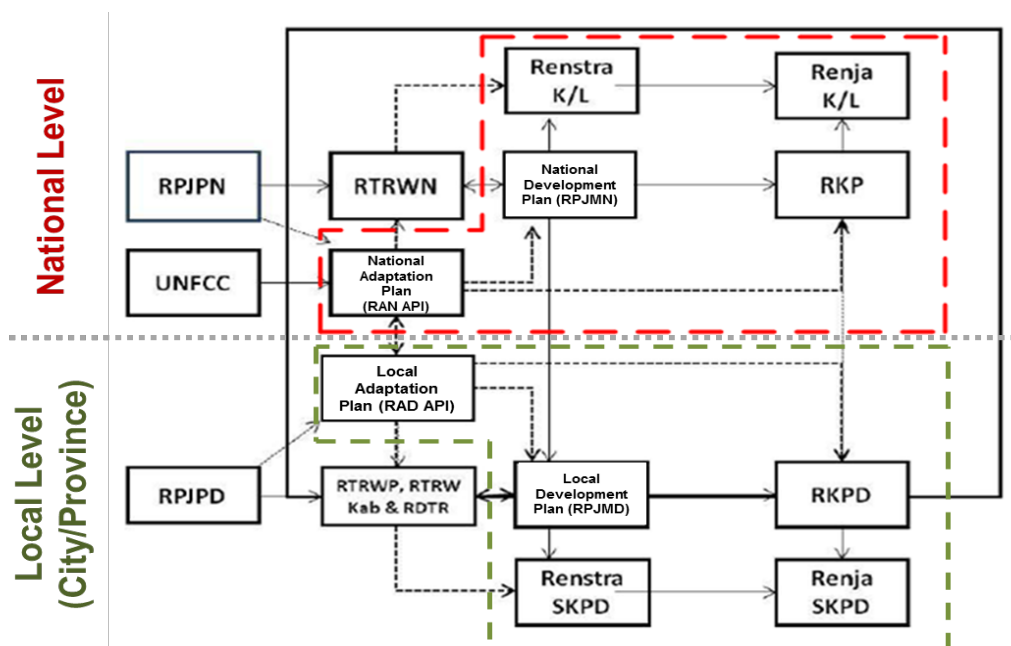 National Level
Renstra
K/L
Renja
K/L
RPJPN
RTRWN
National
Development
Plan (RPJMN)
RKP
UNFCC
National
Adaptation
Plan
(RAN API)
Local Level
(City/Province)
Local
Adaptation
Plan (RAD API)
RPJPD
RTRWP, RTRW
Kab & RDTR
Local
Development
Plan (RPJMD)
RKPD
Renstra
SKPD
Renja
SKPD